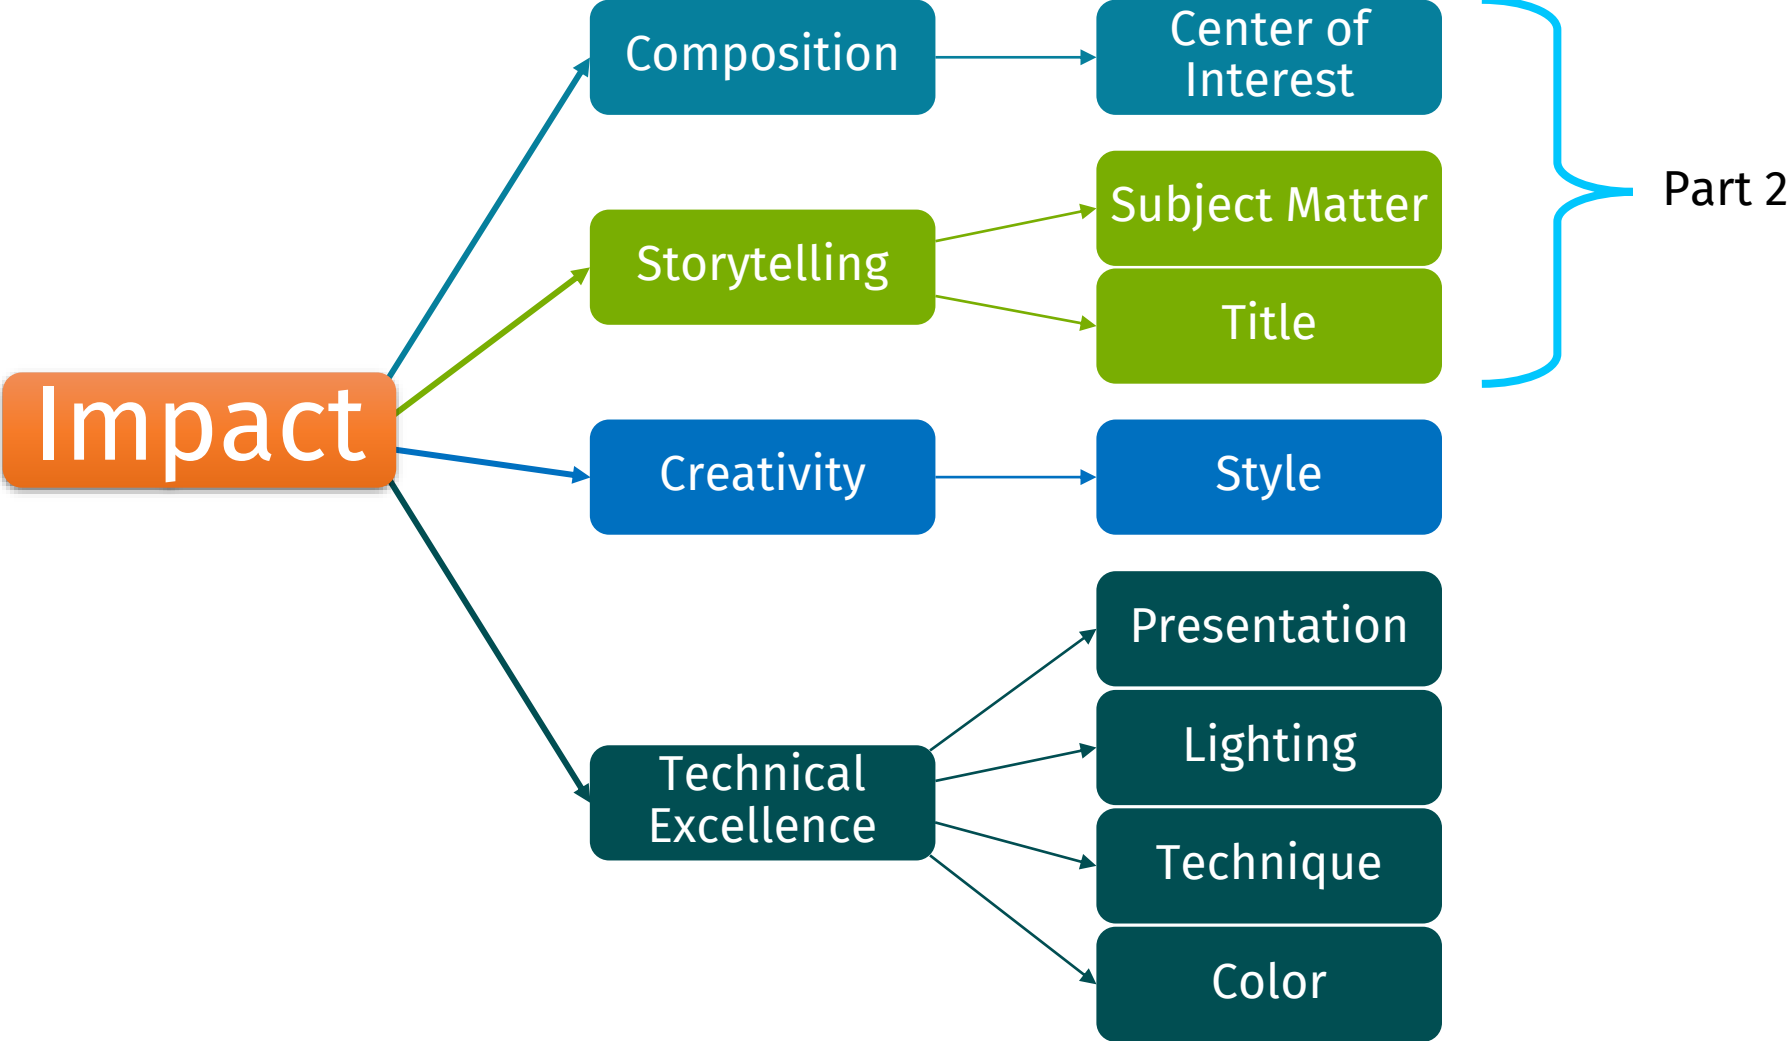 Impact
Composition
Center of
Interest
Storytelling
Subject Matter
Title
Part 2
Creativity
Style
Technical
Excellence
Presentation
Lighting
Technique
Color